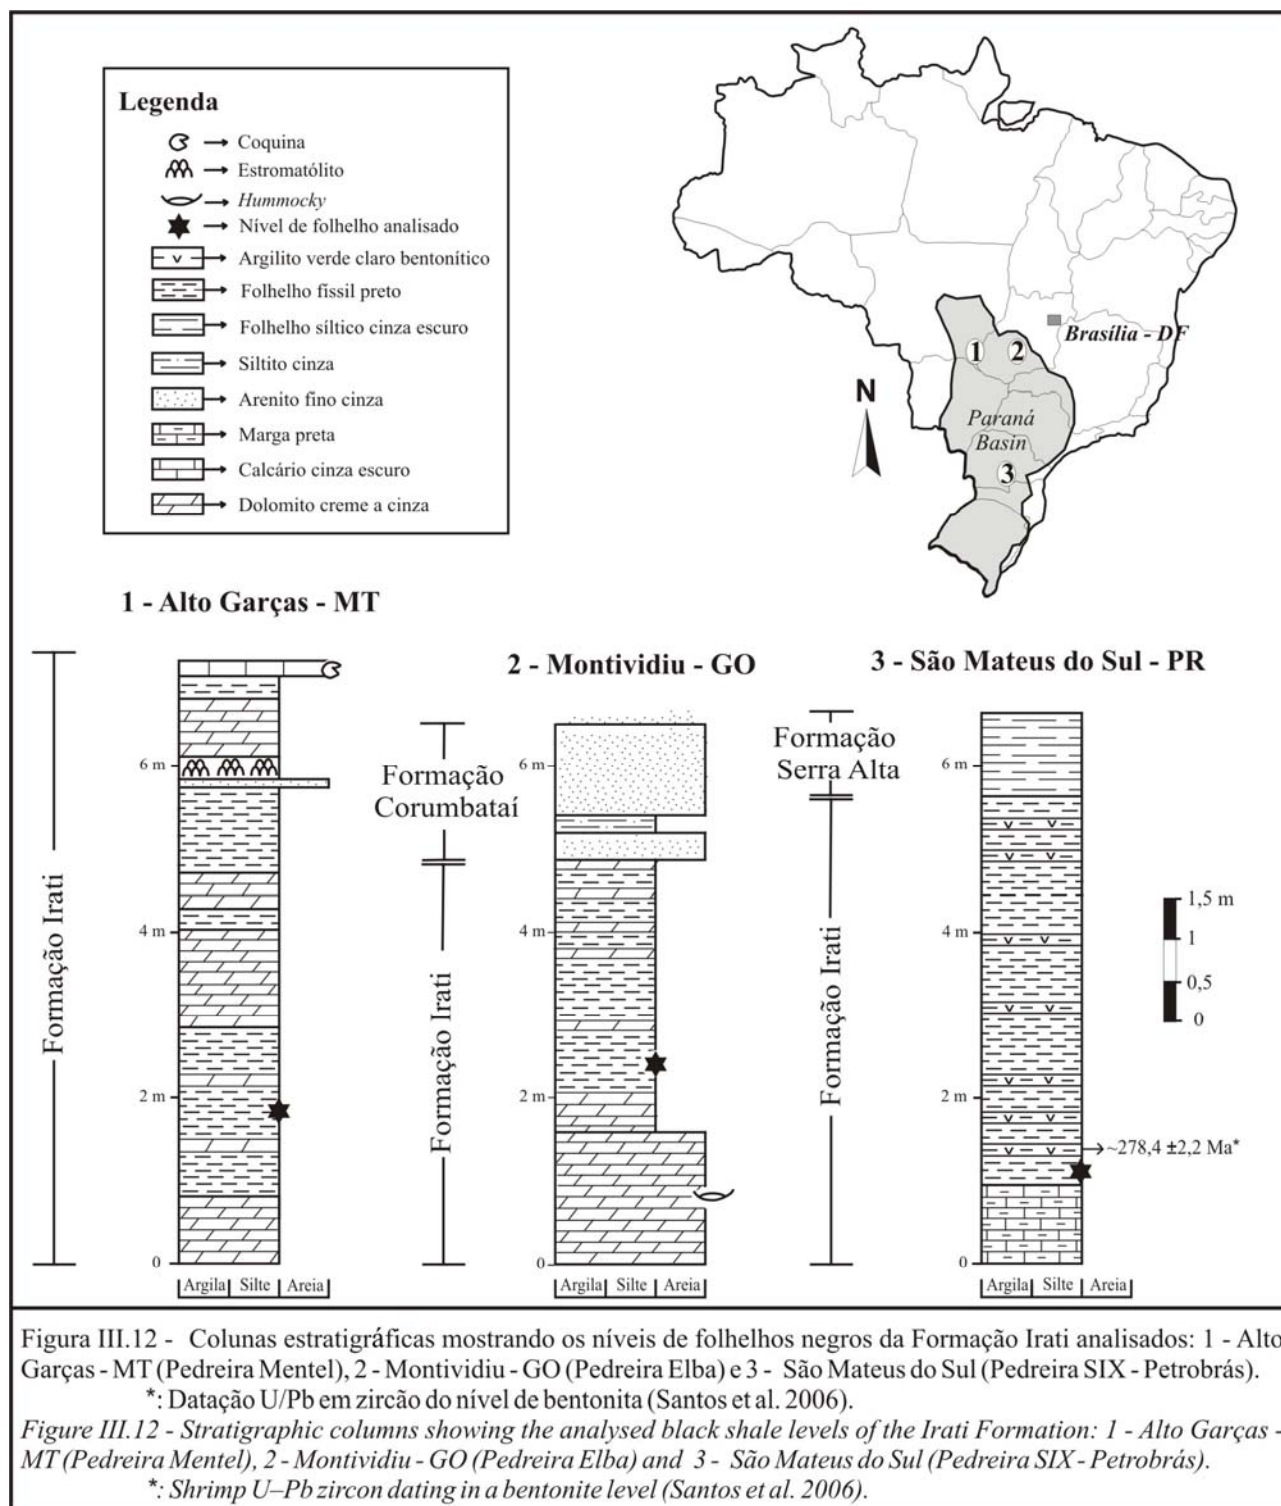 Legenda
Coquina
Estromatólito
Hummocky
Nível de folhelho analisado
Argilito verde claro bentonítico
Folhelho físsil preto
Folhelho síltico cinza escuro
Siltito cinza
Arenito fino cinza
Marga preta
Calcário cinza escuro
Dolomito creme a cinza
Brasília - DF
1
2
N
Paraná
Basin
3
1 - Alto Garças - MT
Formação Irati
6 m
4 m
2 m
0
Argila Silte Areia
2 - Montividiu - GO
Formação
Corumbataí
Formação Irati
6 m
4 m
2 m
0
Argila Silte Areia
3 - São Mateus do Sul - PR
Formação
Serra Alta
Formação Irati
6 m
4 m
2 m
0
~278,4 ±2,2 Ma*
Argila Silte Areia
1,5 m
1
0,5
0
Figura III.12 - Colunas estratigráficas mostrando os níveis de folhelhos negros da Formação Irati analisados: 1 - Alto
Garças - MT (Pedreira Mentel), 2 - Montividiu - GO (Pedreira Elba) e 3 - São Mateus do Sul (Pedreira SIX - Petrobrás).
*: Datação U/Pb em zircão do nível de bentonita (Santos et al. 2006).
Figure III.12 - Stratigraphic columns showing the analysed black shale levels of the Irati Formation: 1 - Alto Garças -
MT (Pedreira Mentel), 2 - Montividiu - GO (Pedreira Elba) and 3 - São Mateus do Sul (Pedreira SIX - Petrobrás).
*: Shrimp U–Pb zircon dating in a bentonite level (Santos et al. 2006).